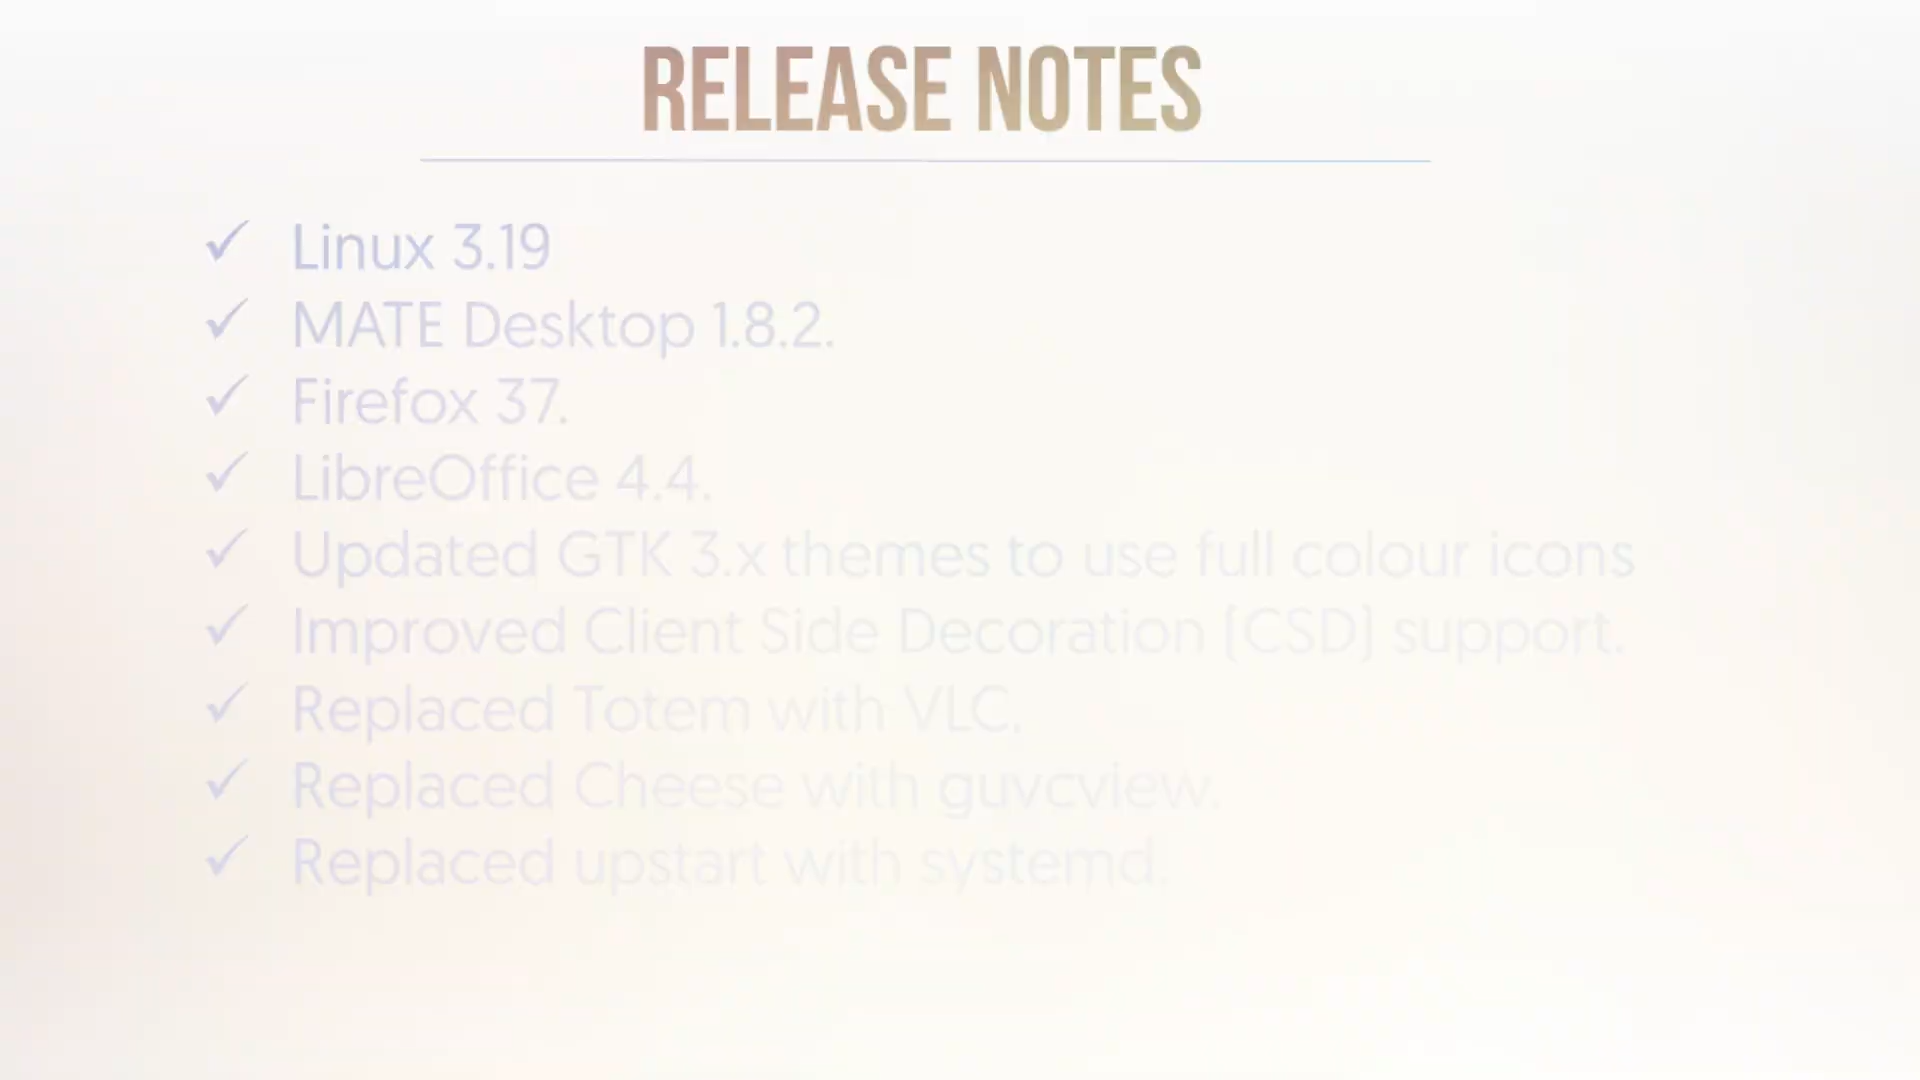 RELEASE NOTES
✓ Linux 3.19
✓ MATE Desktop 1.8.2.
✓ Firefox 37.
✓ LibreOffice 4.4.
✓ Updated GTK 3.x themes to use full colour icons
✓ Improved Client Side Decoration (CSD) support.
✓ Replaced Totem with VLC.
✓ Replaced Cheese with guvcview.
✓ Replaced upstart with systemd.